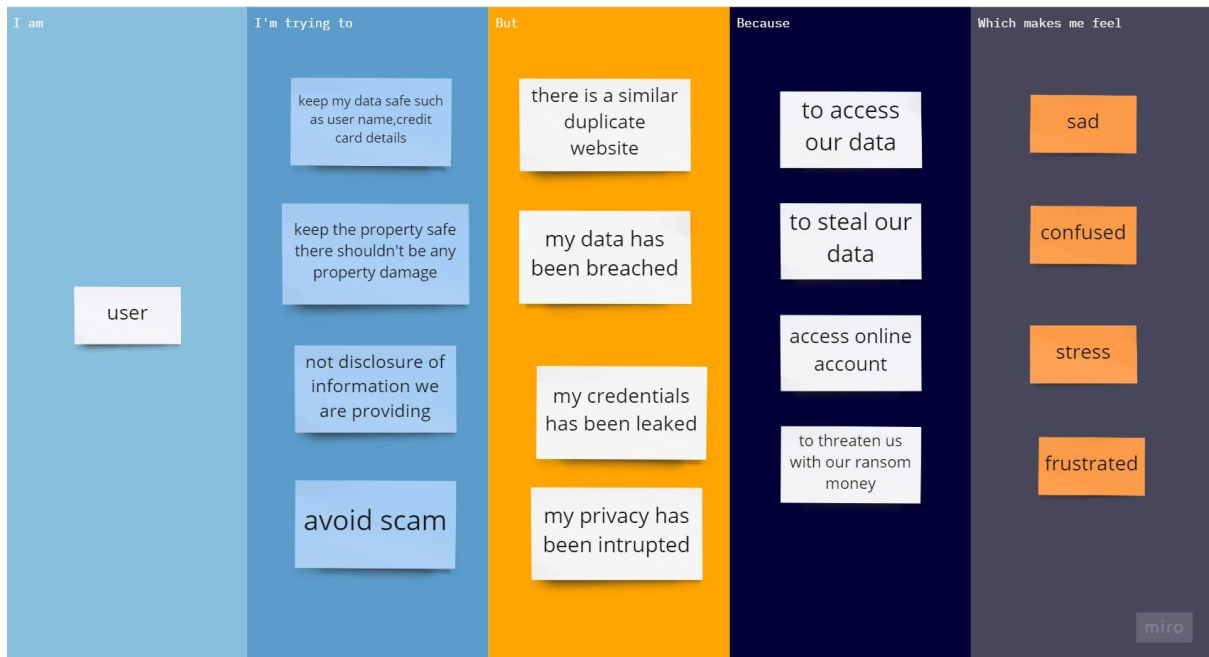 I am
user
I'm trying to
keep my data safe such
as user name,credit
card details
keep the property safe
there shouldn't be any
property damage
not disclosure of
information we
are providing
avoid scam
But
there is a similar
duplicate
website
my data has
been breached
my credentials
has been leaked
my privacy has
been intrupted
Because
to access
our data
to steal our
data
access online
account
to threaten us
with our ransom
money
Which makes me feel
sad
confused
stress
frustrated
miro